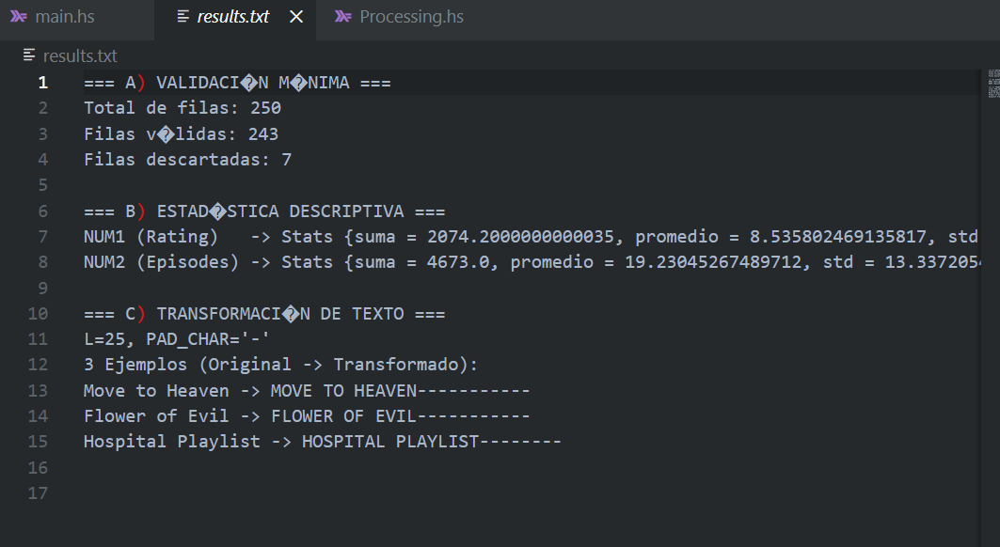 main.hs
results.txt
Processing.hs
results.txt
1 === A) VALIDACI�N M�NIMA ===
2 Total de filas: 250
3 Filas v�lidas: 243
4 Filas descartadas: 7
5
6 === B) ESTAD�STICA DESCRIPTIVA ===
7 NUM1 (Rating)   -> Stats {suma = 2074.2000000000035, promedio = 8.535802469135817, std
8 NUM2 (Episodes) -> Stats {suma = 4673.0, promedio = 19.23045267489712, std = 13.3372054
9
10 === C) TRANSFORMACI�N DE TEXTO ===
11 L=25, PAD_CHAR='-'
12 3 Ejemplos (Original -> Transformado):
13 Move to Heaven -> MOVE TO HEAVEN-----------
14 Flower of Evil -> FLOWER OF EVIL-----------
15 Hospital Playlist -> HOSPITAL PLAYLIST--------
16
17